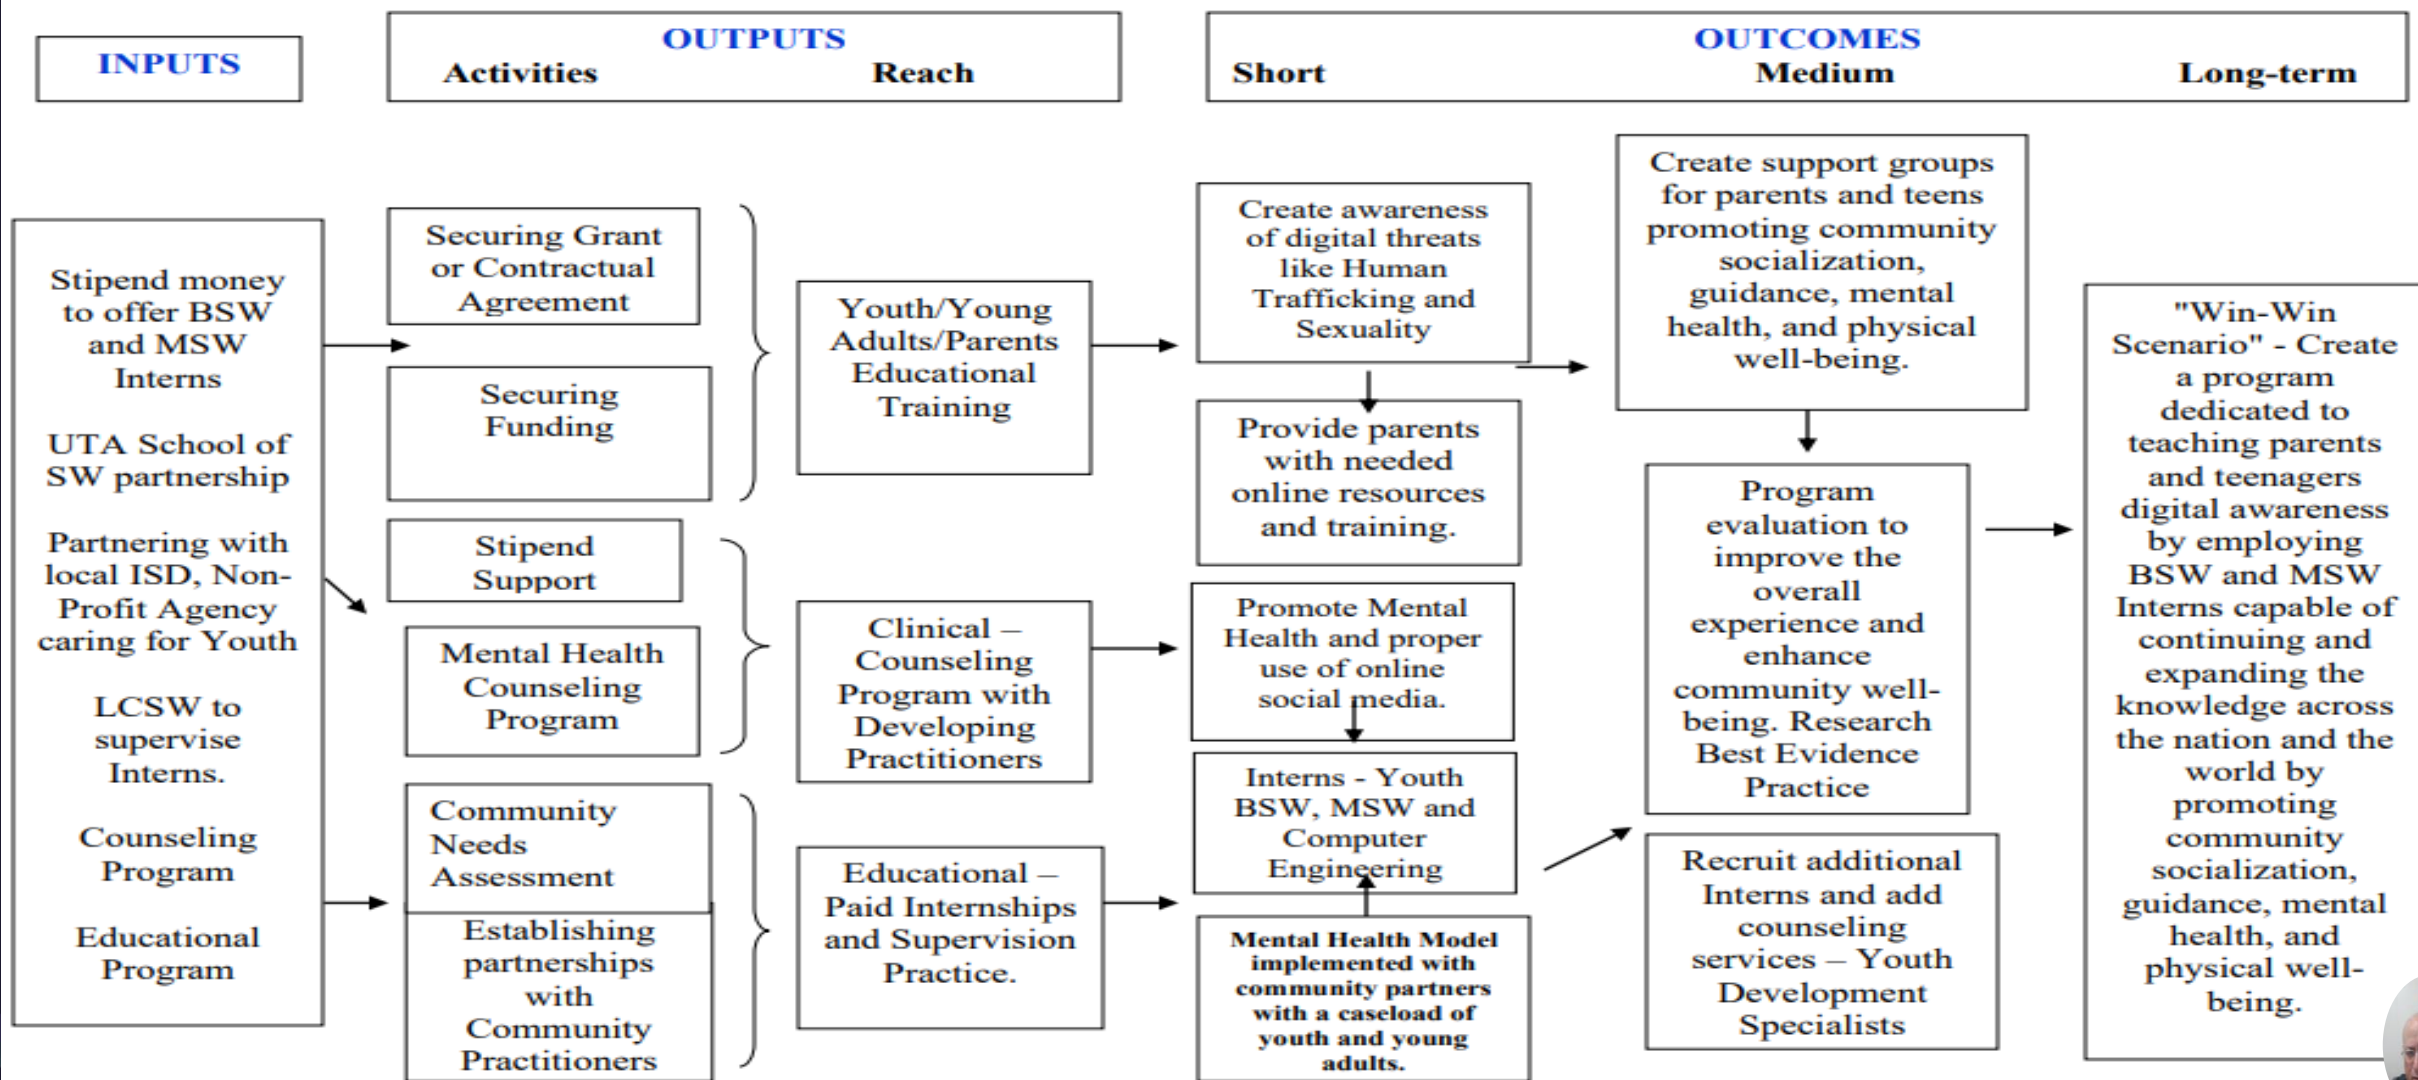 INPUTS
OUTPUTS
Activities Reach
OUTCOMES
Short Medium Long-term
Stipend money
to offer BSW
and MSW
Interns
UTA School of
SW partnership
Partnering with
local ISD, Non-
Profit Agency
caring for Youth
LCSW to
supervise
Interns.
Counseling
Program
Educational
Program
Securing Grant
or Contractual
Agreement
Securing
Funding
Stipend
Support
Mental Health
Counseling
Program
Community
Needs
Assessment
Establishing
partnerships
with
Community
Practitioners
Youth/Young
Adults/Parents
Educational
Training
Clinical –
Counseling
Program with
Developing
Practitioners
Educational –
Paid Internships
and Supervision
Practice.
Create awareness
of digital threats
like Human
Trafficking and
Sexuality
Provide parents
with needed
online resources
and training.
Promote Mental
Health and proper
use of online
social media.
Interns - Youth
BSW, MSW and
Computer
Engineering
Mental Health Model
implemented with
community partners
with a caseload of
youth and young
adults.
Create support groups
for parents and teens
promoting community
socialization,
guidance, mental
health, and physical
well-being.
Program
evaluation to
improve the
overall
experience and
enhance
community well-
being. Research
Best Evidence
Practice
Recruit additional
Interns and add
counseling
services – Youth
Development
Specialists
"Win-Win
Scenario" - Create
a program
dedicated to
teaching parents
and teenagers
digital awareness
by employing
BSW and MSW
Interns capable of
continuing and
expanding the
knowledge across
the nation and the
world by
promoting
community
socialization,
guidance, mental
health, and
physical well-
being.